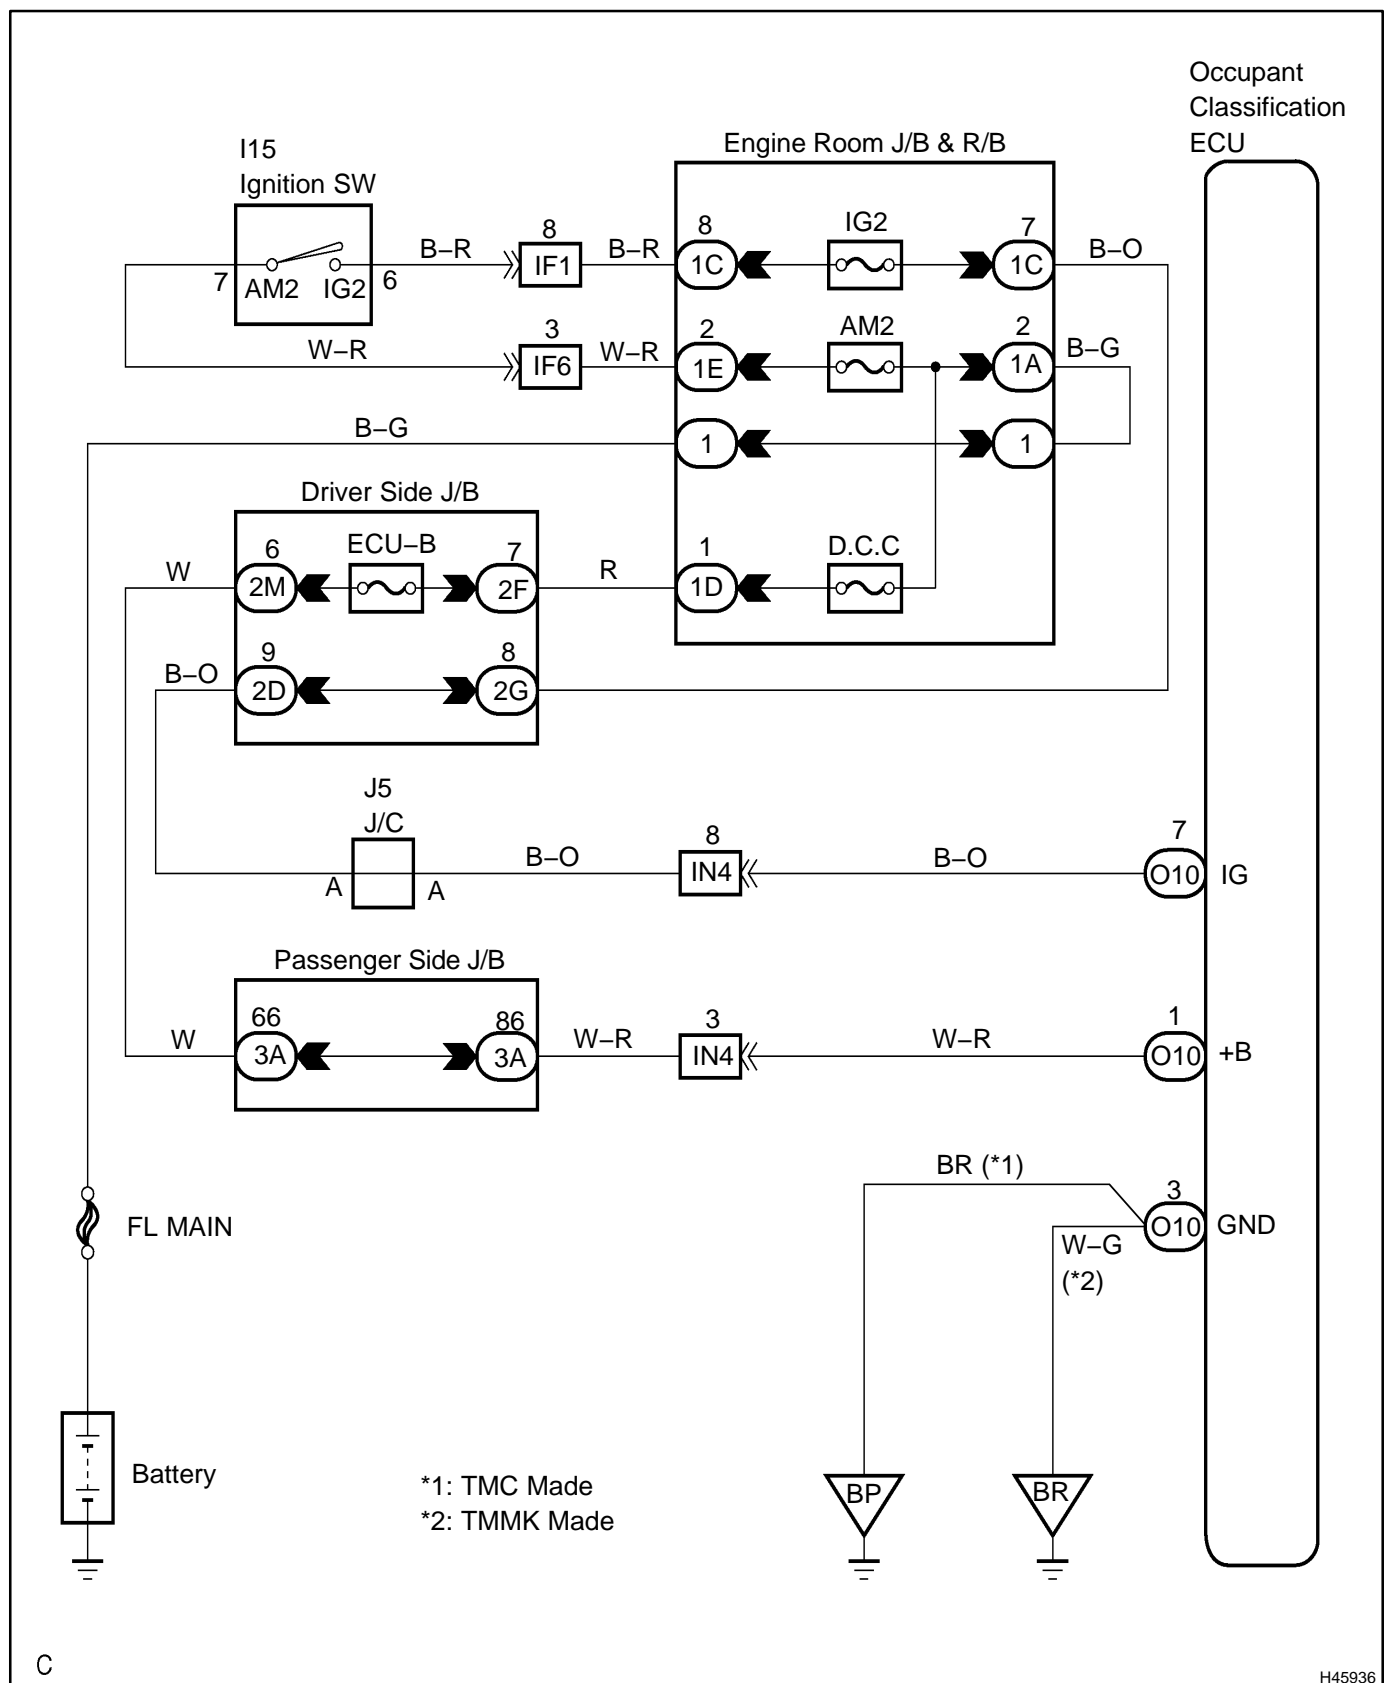 Occupant
Classification
ECU
Engine Room J/B & R/B
I15
Ignition SW
8
IG2
7
B–R
8
B–R
B–O
7
AM2
IG2
6
IF1
1C
1C
3
2
AM2
2
W–R
W–R
B–G
IF6
1E
1A
B–G
1
1
Driver Side J/B
6
ECU–B
7
1
D.C.C
W
R
2M
2F
1D
9
8
B–O
2D
2G
J5
J/C
8
7
B–O
B–O
A
A
IN4
O10
IG
Passenger Side J/B
66
86
3
1
W
W–R
W–R
3A
3A
IN4
O10
+B
BR (*1)
3
FL MAIN
O10
GND
W–G
(*2)
Battery
*1: TMC Made
*2: TMMK Made
BP
BR
C
H45936